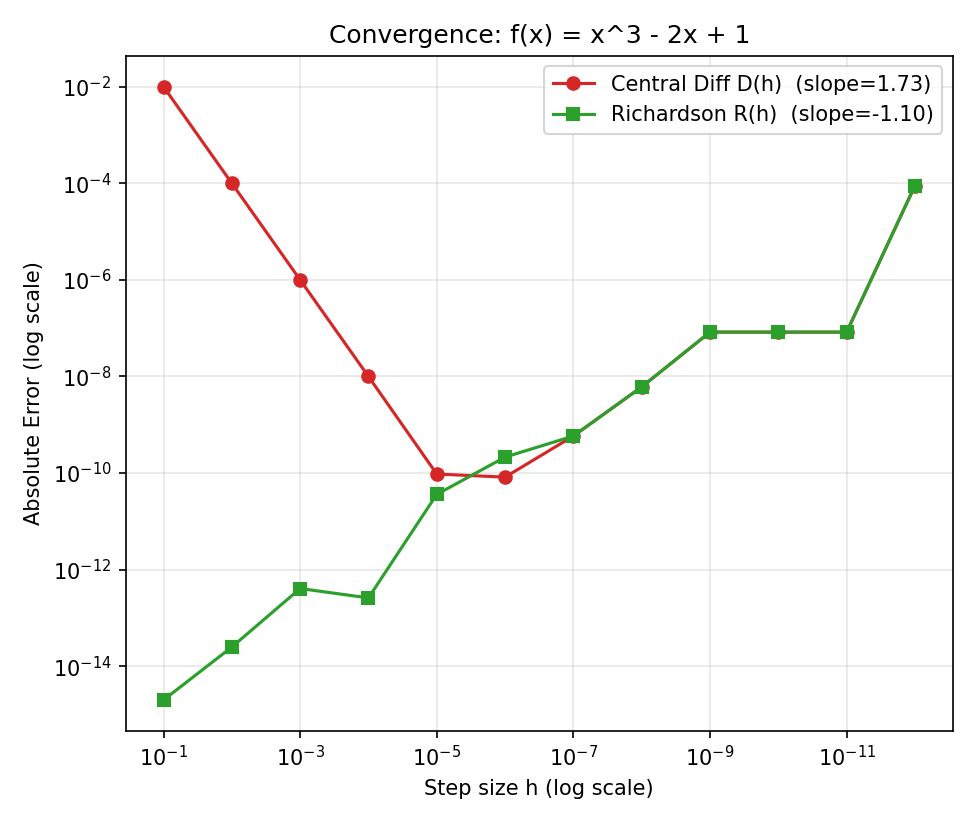 Convergence: f(x) = x^3 - 2x + 1
Central Diff D(h)  (slope=1.73)
Richardson R(h)  (slope=-1.10)
Absolute Error (log scale)
10⁻²
10⁻⁴
10⁻⁶
10⁻⁸
10⁻¹⁰
10⁻¹²
10⁻¹⁴
10⁻¹ 10⁻³ 10⁻⁵ 10⁻⁷ 10⁻⁹ 10⁻¹¹
Step size h (log scale)